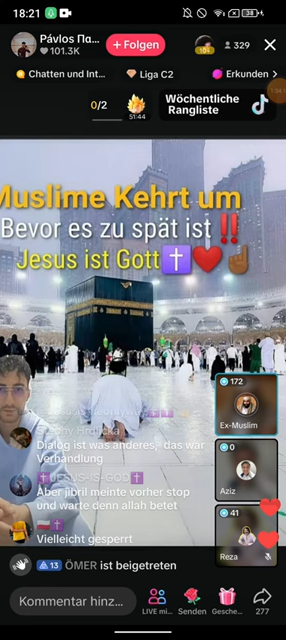 18:21
Pávlos Πα...
101.3K
+ Folgen
329
Chatten und Int...
Liga C2
Erkunden >
0/2
51:44
Wöchentliche
Rangliste
Muslime Kehrt um
Bevor es zu spät ist‼️
Jesus ist Gott✝️❤️☝🏾
172
Ex-Muslim
Dialog ist was anderes, das war
Verhandlung
0
Aziz
JESUS-IS-GOD✝️
Aber jibril meinte vorher stop
und warte denn allah betet
41
Reza
Vielleicht gesperrt
13 ÖMER ist beigetreten
Kommentar hinz...
LIVE mi...
Senden
Gesche...
277